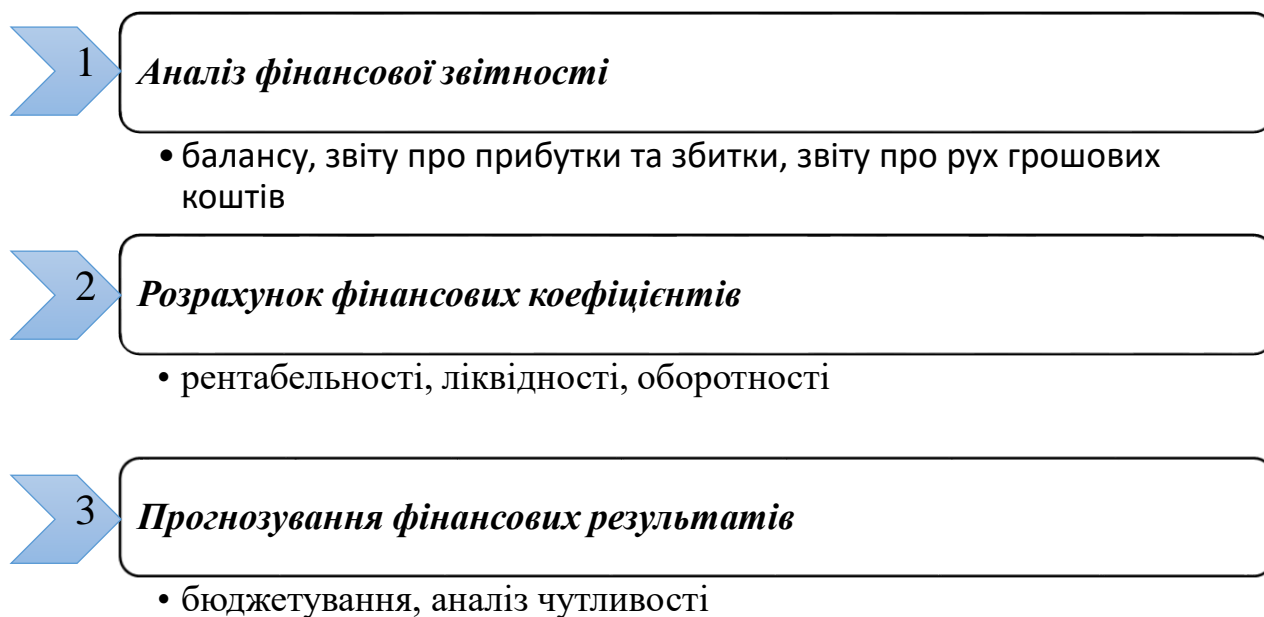 1
Аналіз фінансової звітності
• балансу, звіту про прибутки та збитки, звіту про рух грошових
коштів
2
Розрахунок фінансових коефіцієнтів
• рентабельності, ліквідності, оборотності
3
Прогнозування фінансових результатів
• бюджетування, аналіз чутливості